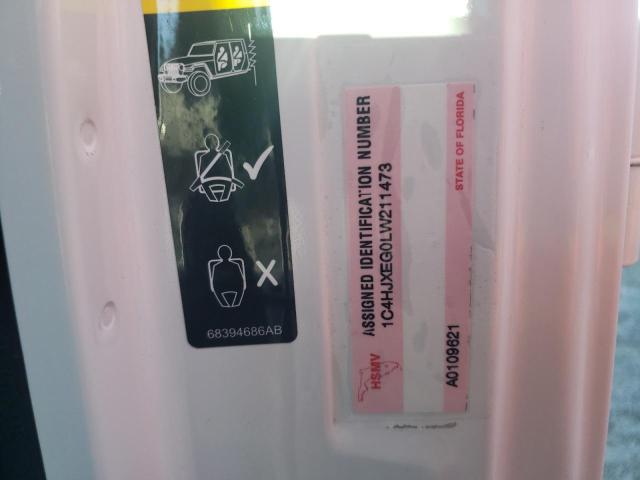 68394686AB
ASSIGNED IDENTIFICATION NUMBER
1C4HJXEG0LW211473
HSMV
STATE OF FLORIDA
A0109621